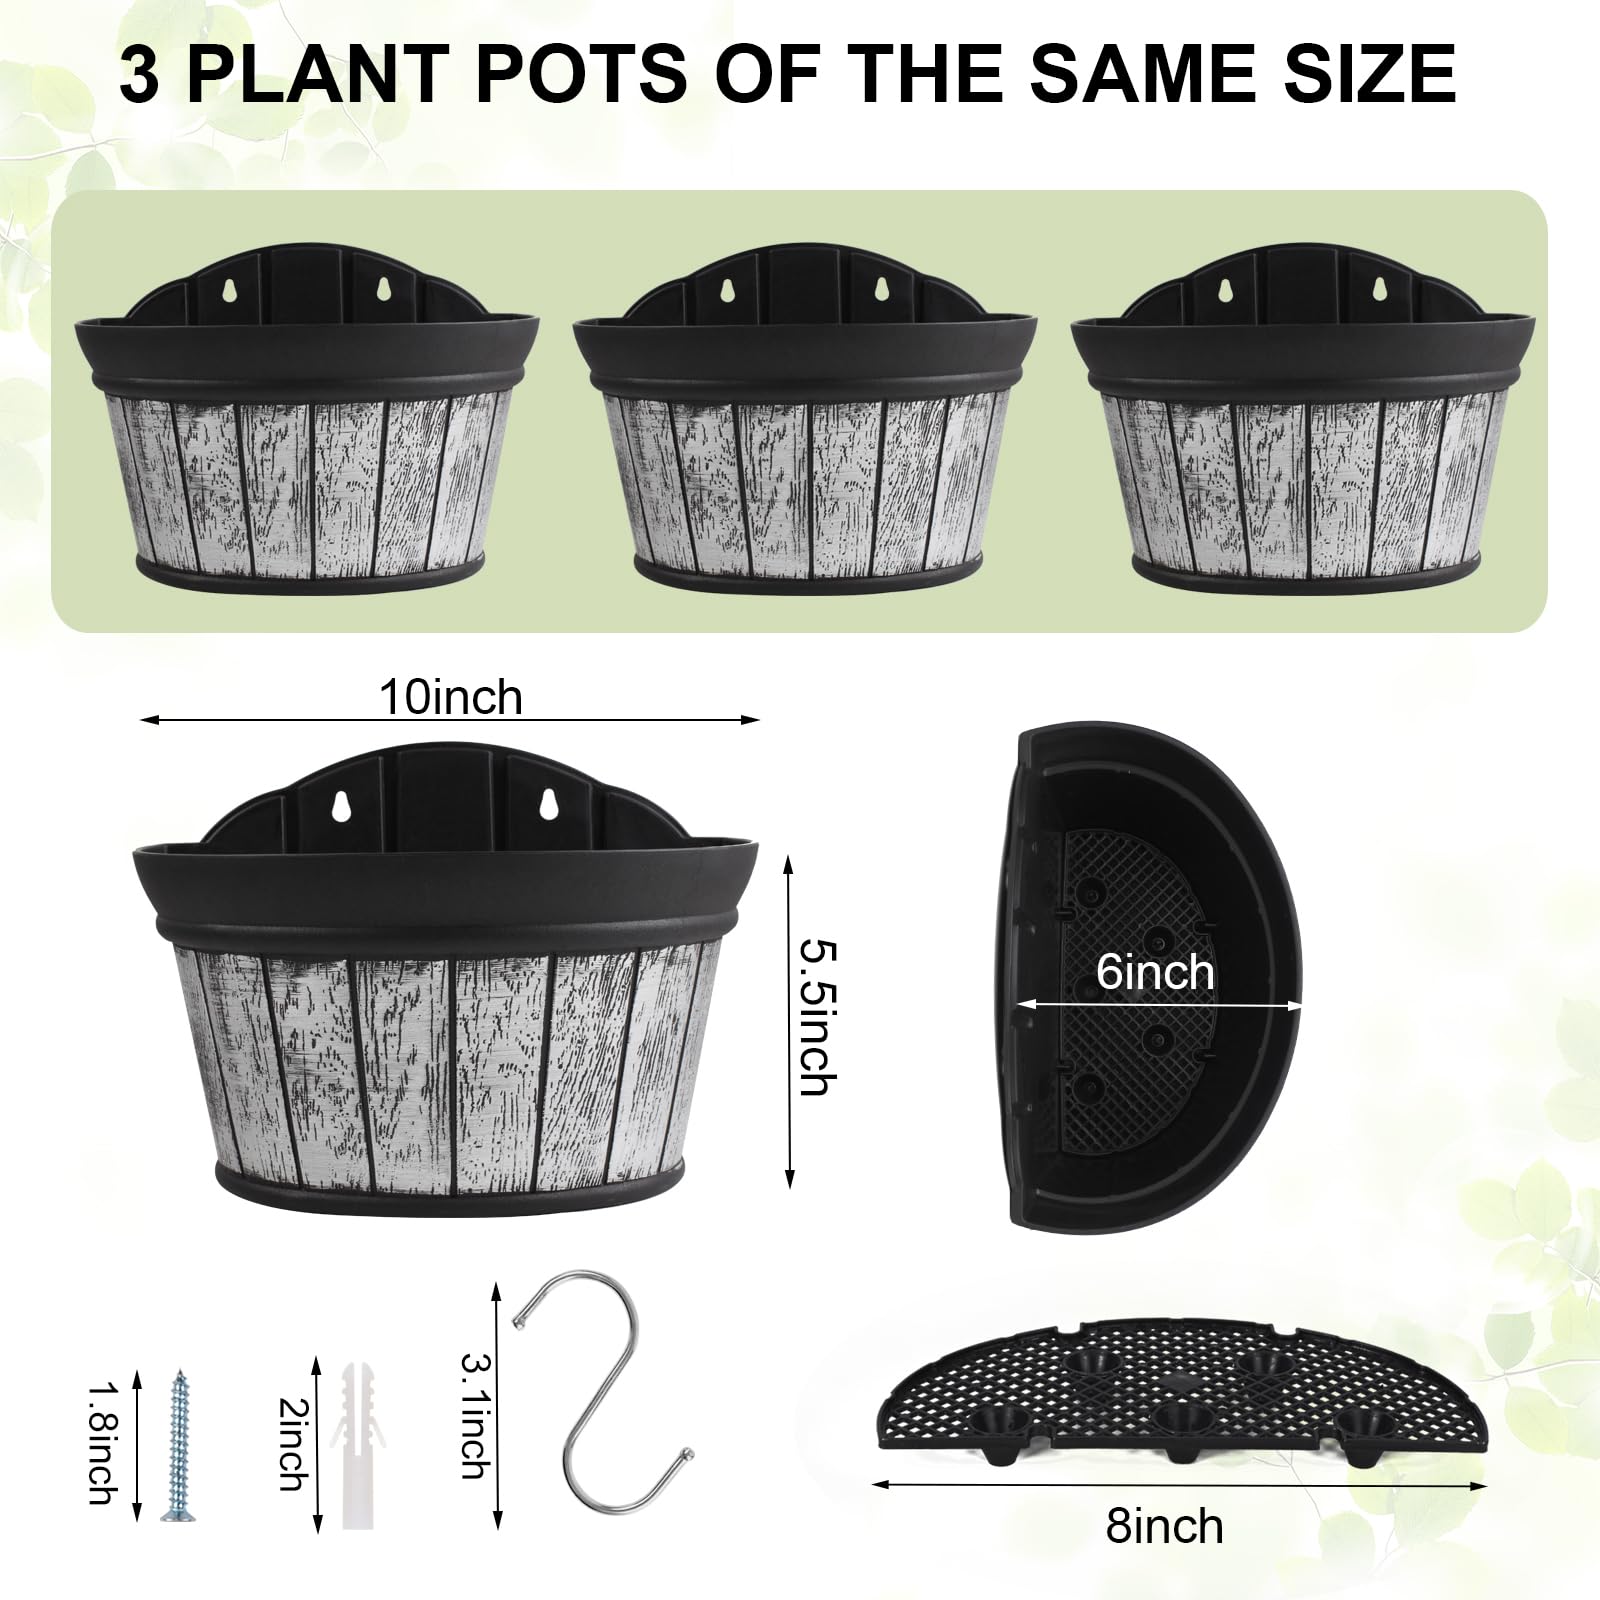 3 PLANT POTS OF THE SAME SIZE
10inch
5.5inch
6inch
1.8inch
2inch
3.1inch
8inch